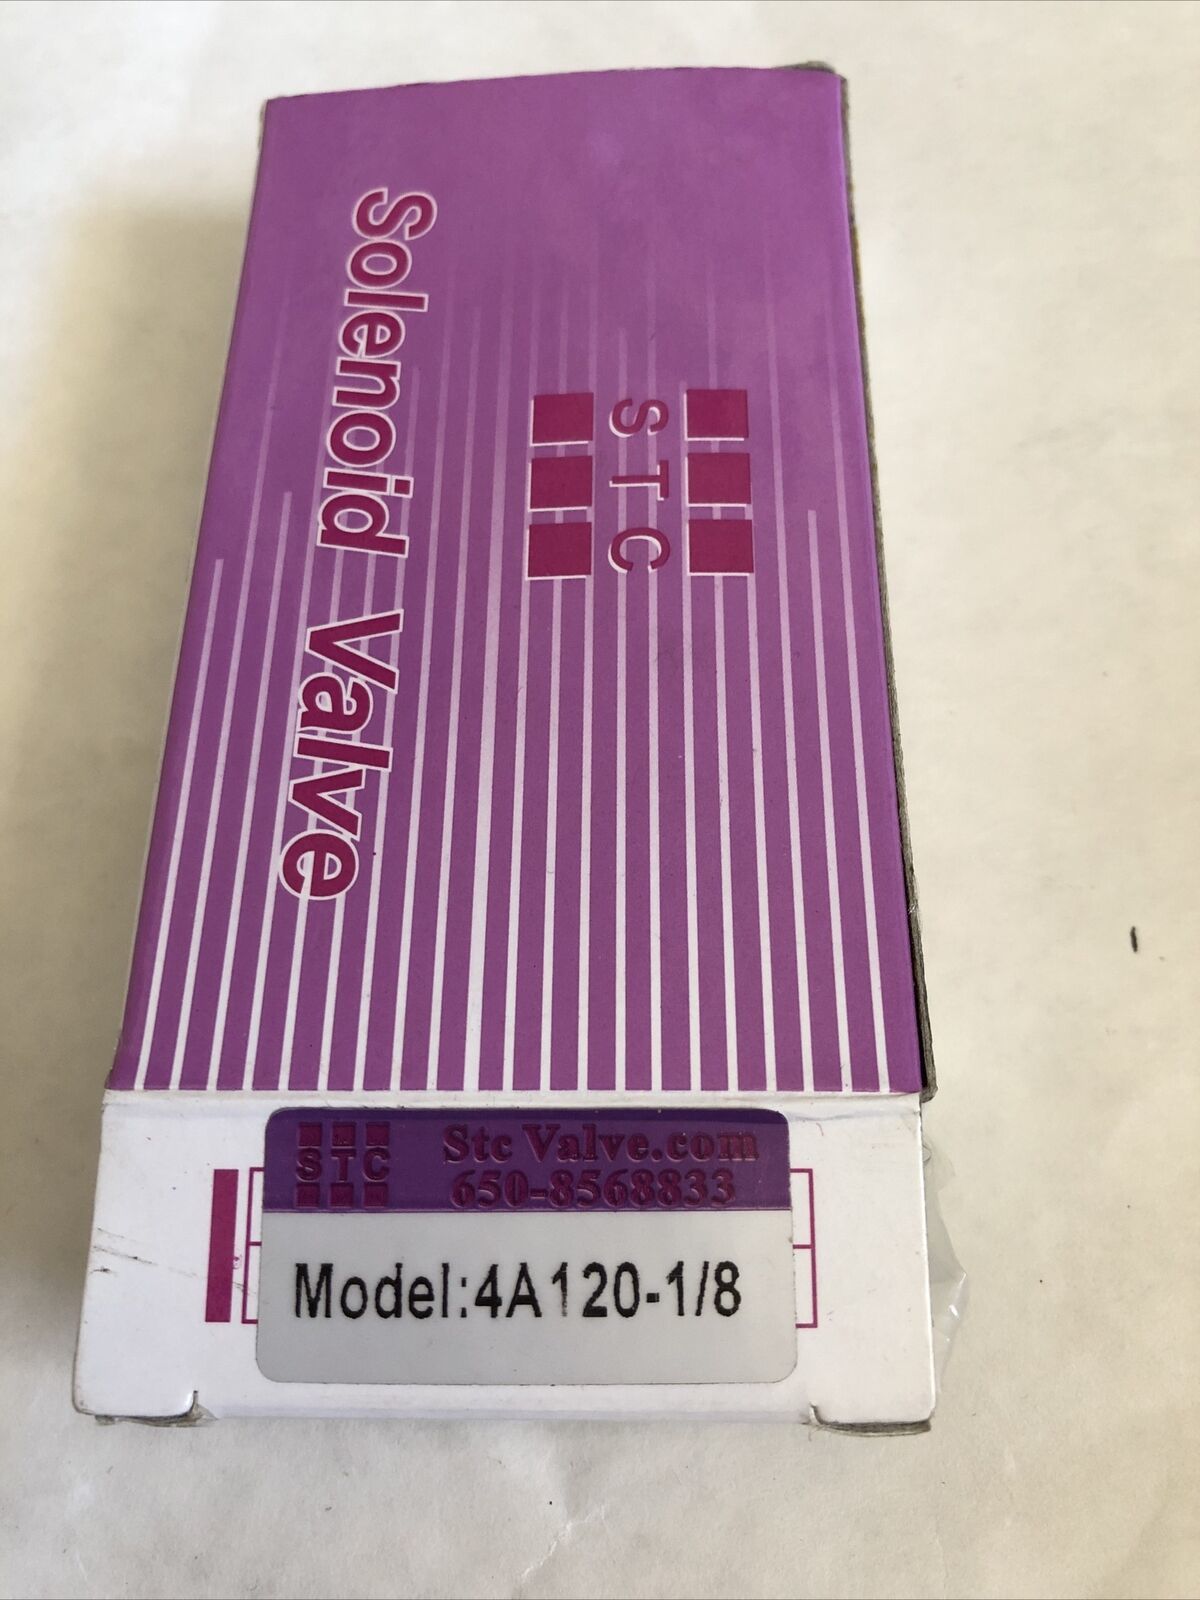 STC
Solenoid Valve
STC
Stc Valve.com
650-8568833
Model:4A120-1/8